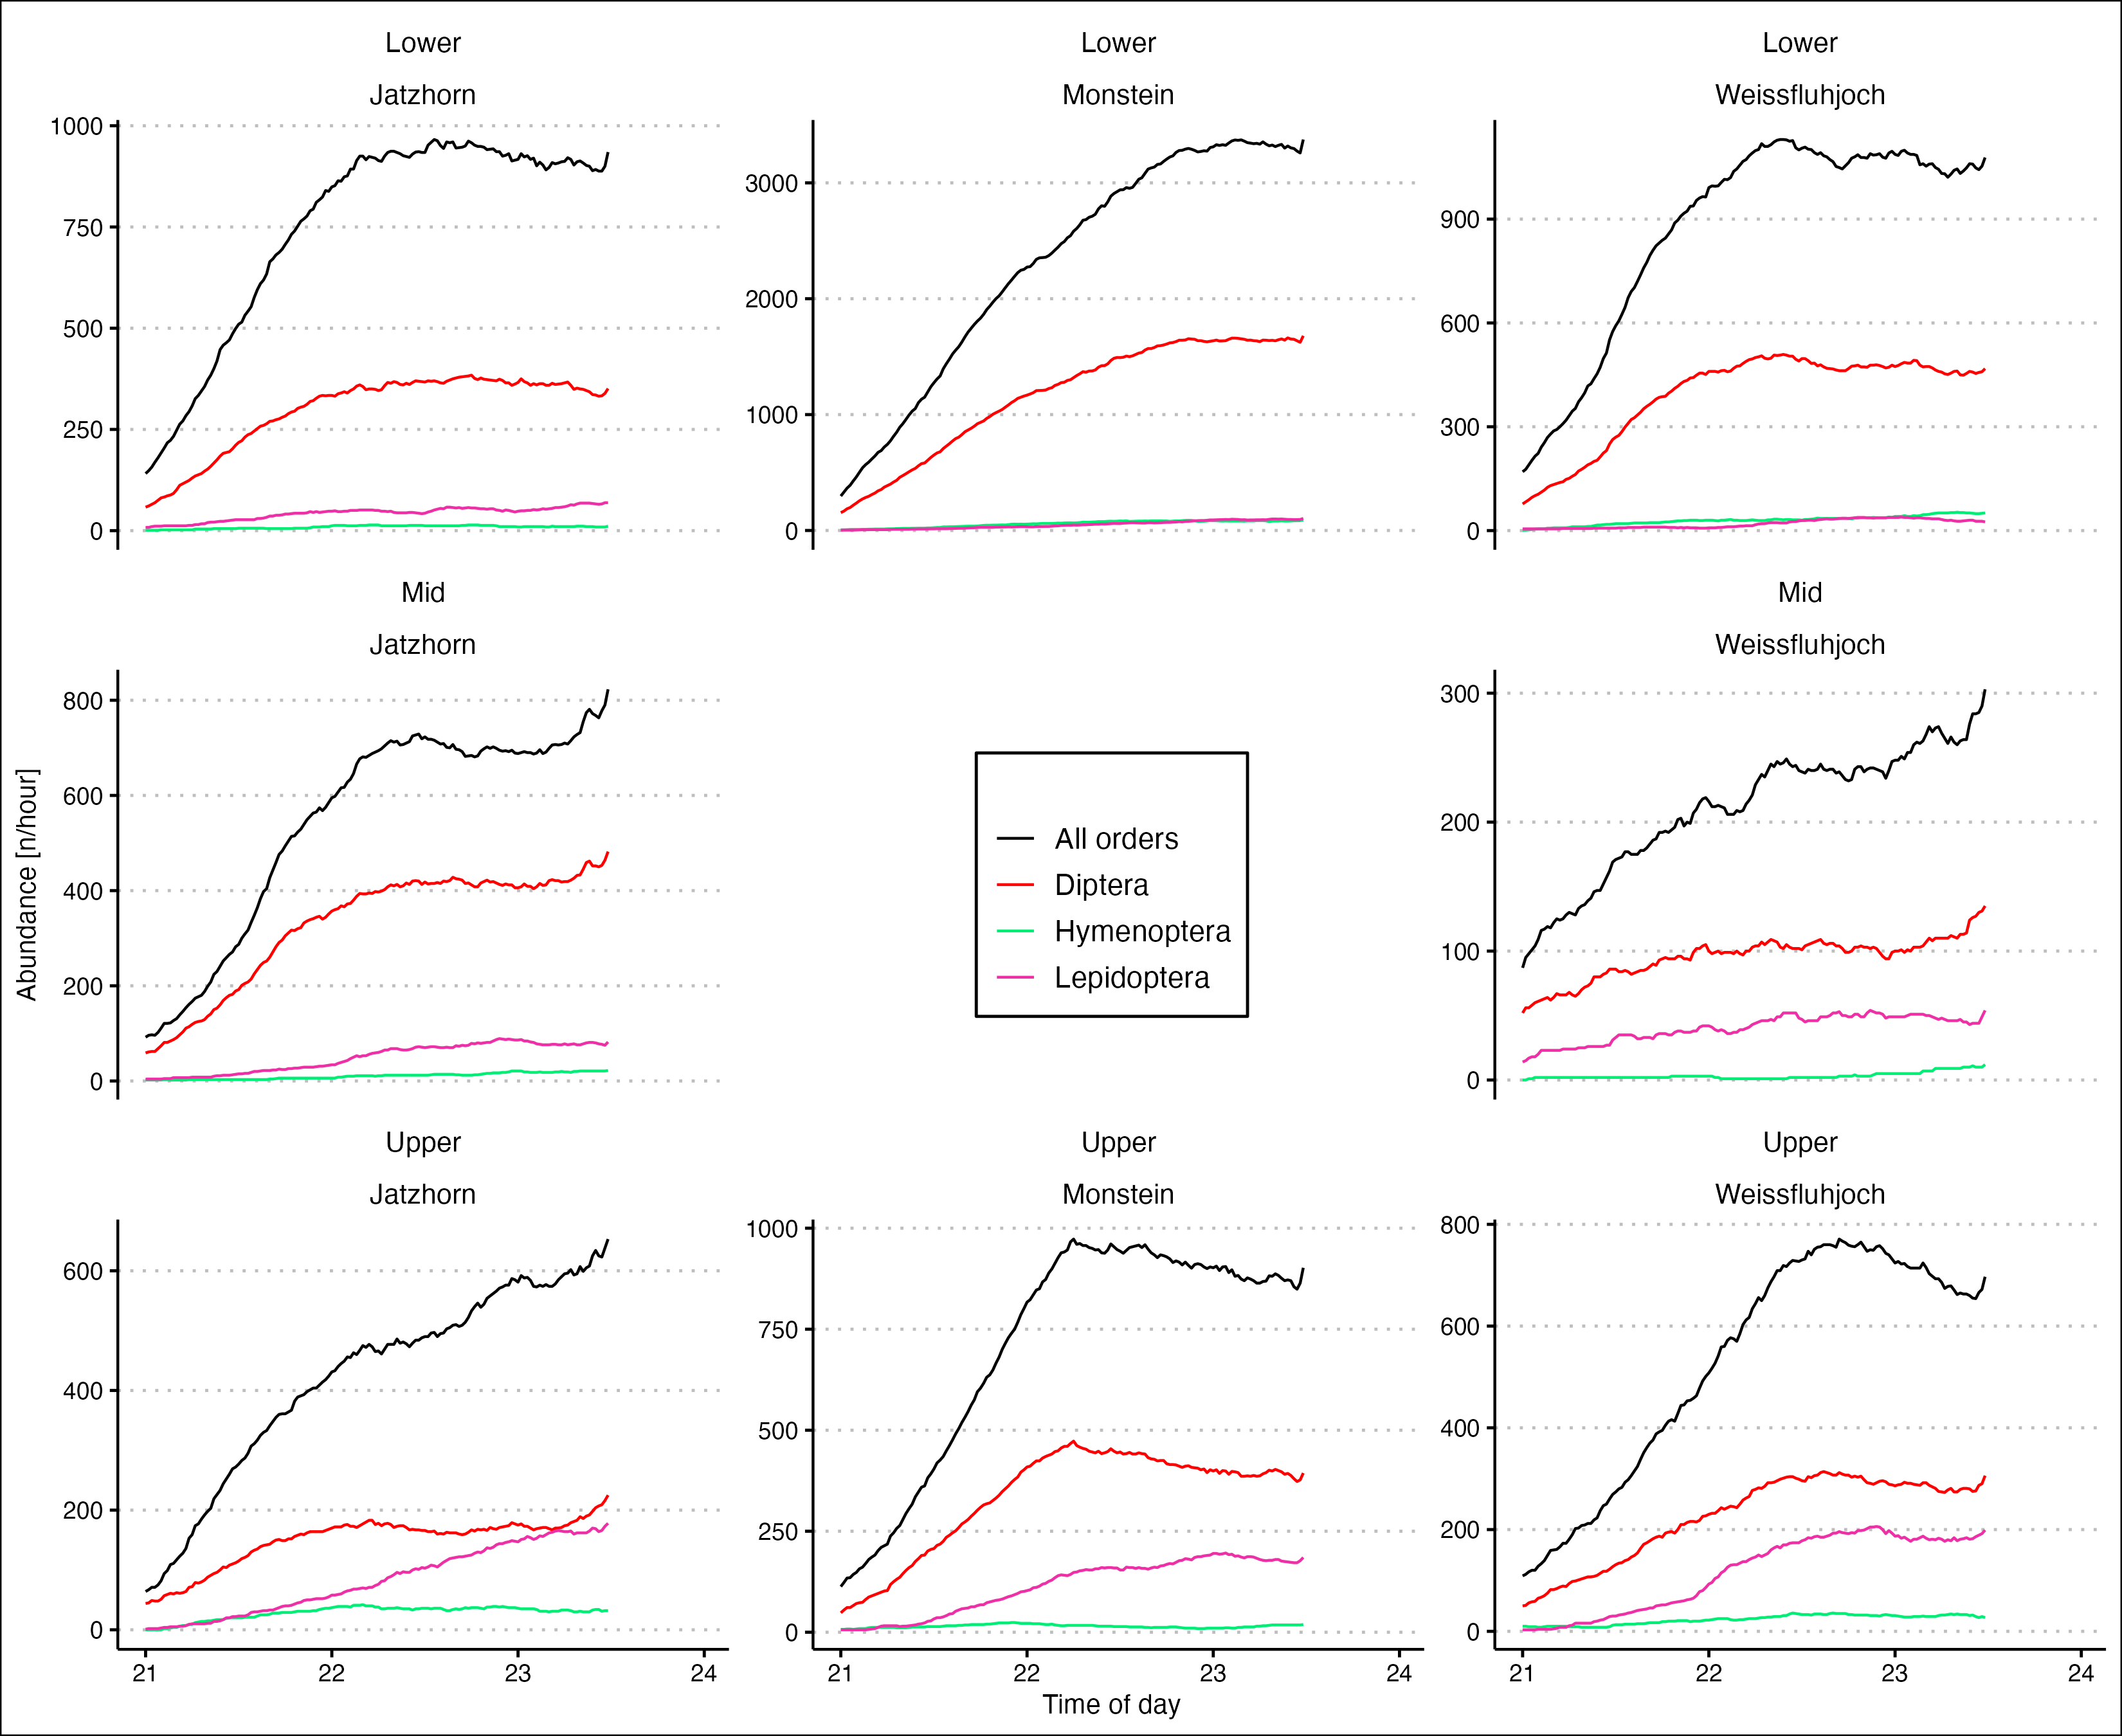 Lower
Jatzhorn
1000
750
500
250
0
Lower
Monstein
3000
2000
1000
0
Lower
Weissfluhjoch
900
600
300
0
Mid
Jatzhorn
800
600
400
200
0
Abundance [n/hour]
All orders
Diptera
Hymenoptera
Lepidoptera
Mid
Weissfluhjoch
300
200
100
0
Upper
Jatzhorn
600
400
200
0
21 22 23 24
Upper
Monstein
1000
750
500
250
0
21 22 23 24
Upper
Weissfluhjoch
800
600
400
200
0
21 22 23 24
Time of day